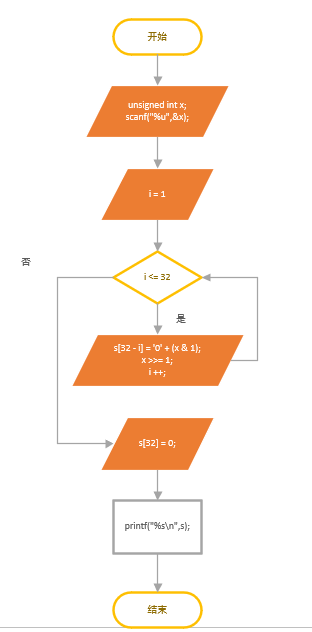 开始
unsigned int x;
scanf("%u",&x);
i = 1
i <= 32
否
是
s[32 - i] = '0' + (x & 1);
x >>= 1;
i ++;
s[32] = 0;
printf("%s\n",s);
结束